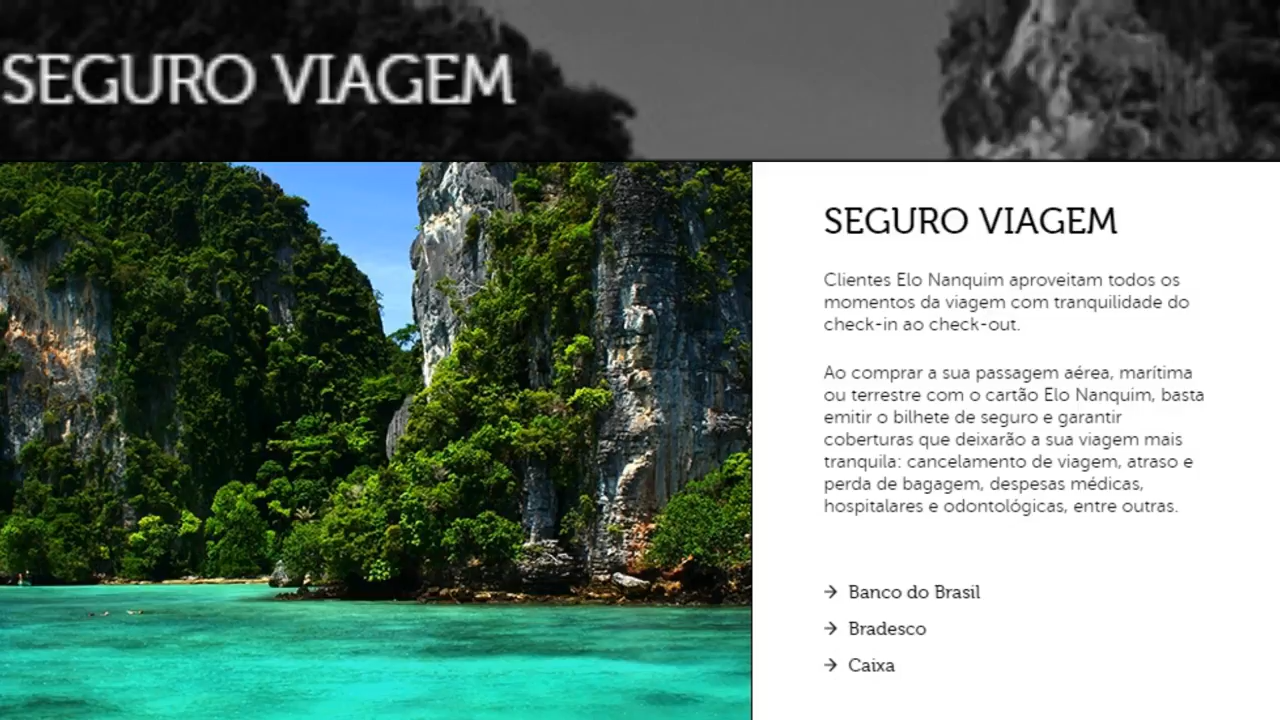 SEGURO VIAGEM
SEGURO VIAGEM
Clientes Elo Nanquim aproveitam todos os
momentos da viagem com tranquilidade do
check-in ao check-out.
Ao comprar a sua passagem aérea, marítima
ou terrestre com o cartão Elo Nanquim, basta
emitir o bilhete de seguro e garantir
coberturas que deixarão a sua viagem mais
tranquila: cancelamento de viagem, atraso e
perda de bagagem, despesas médicas,
hospitalares e odontológicas, entre outras.
→ Banco do Brasil
→ Bradesco
→ Caixa